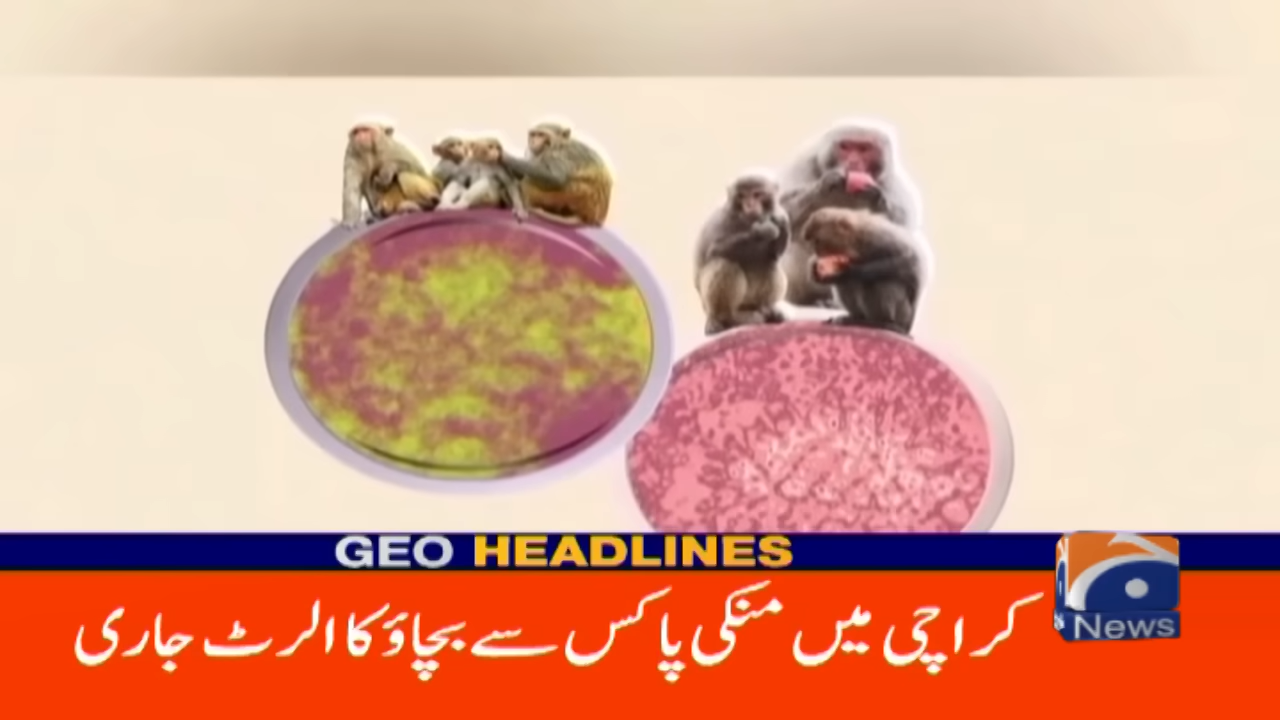 GEO HEADLINES
کراچی میں منکی پاکس سے بچاؤ کا الرٹ جاری
News